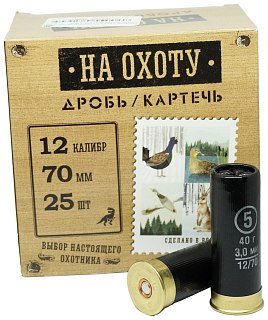 · НА ОХОТУ ·
ДРОБЬ/КАРТЕЧЬ
12 КАЛИБР
70 ММ
25 ШТ
СДЕЛАНО В
ВЫБОР НАСТОЯЩЕГО
ОХОТНИКА
5
40 г
3,0 мм
12/70